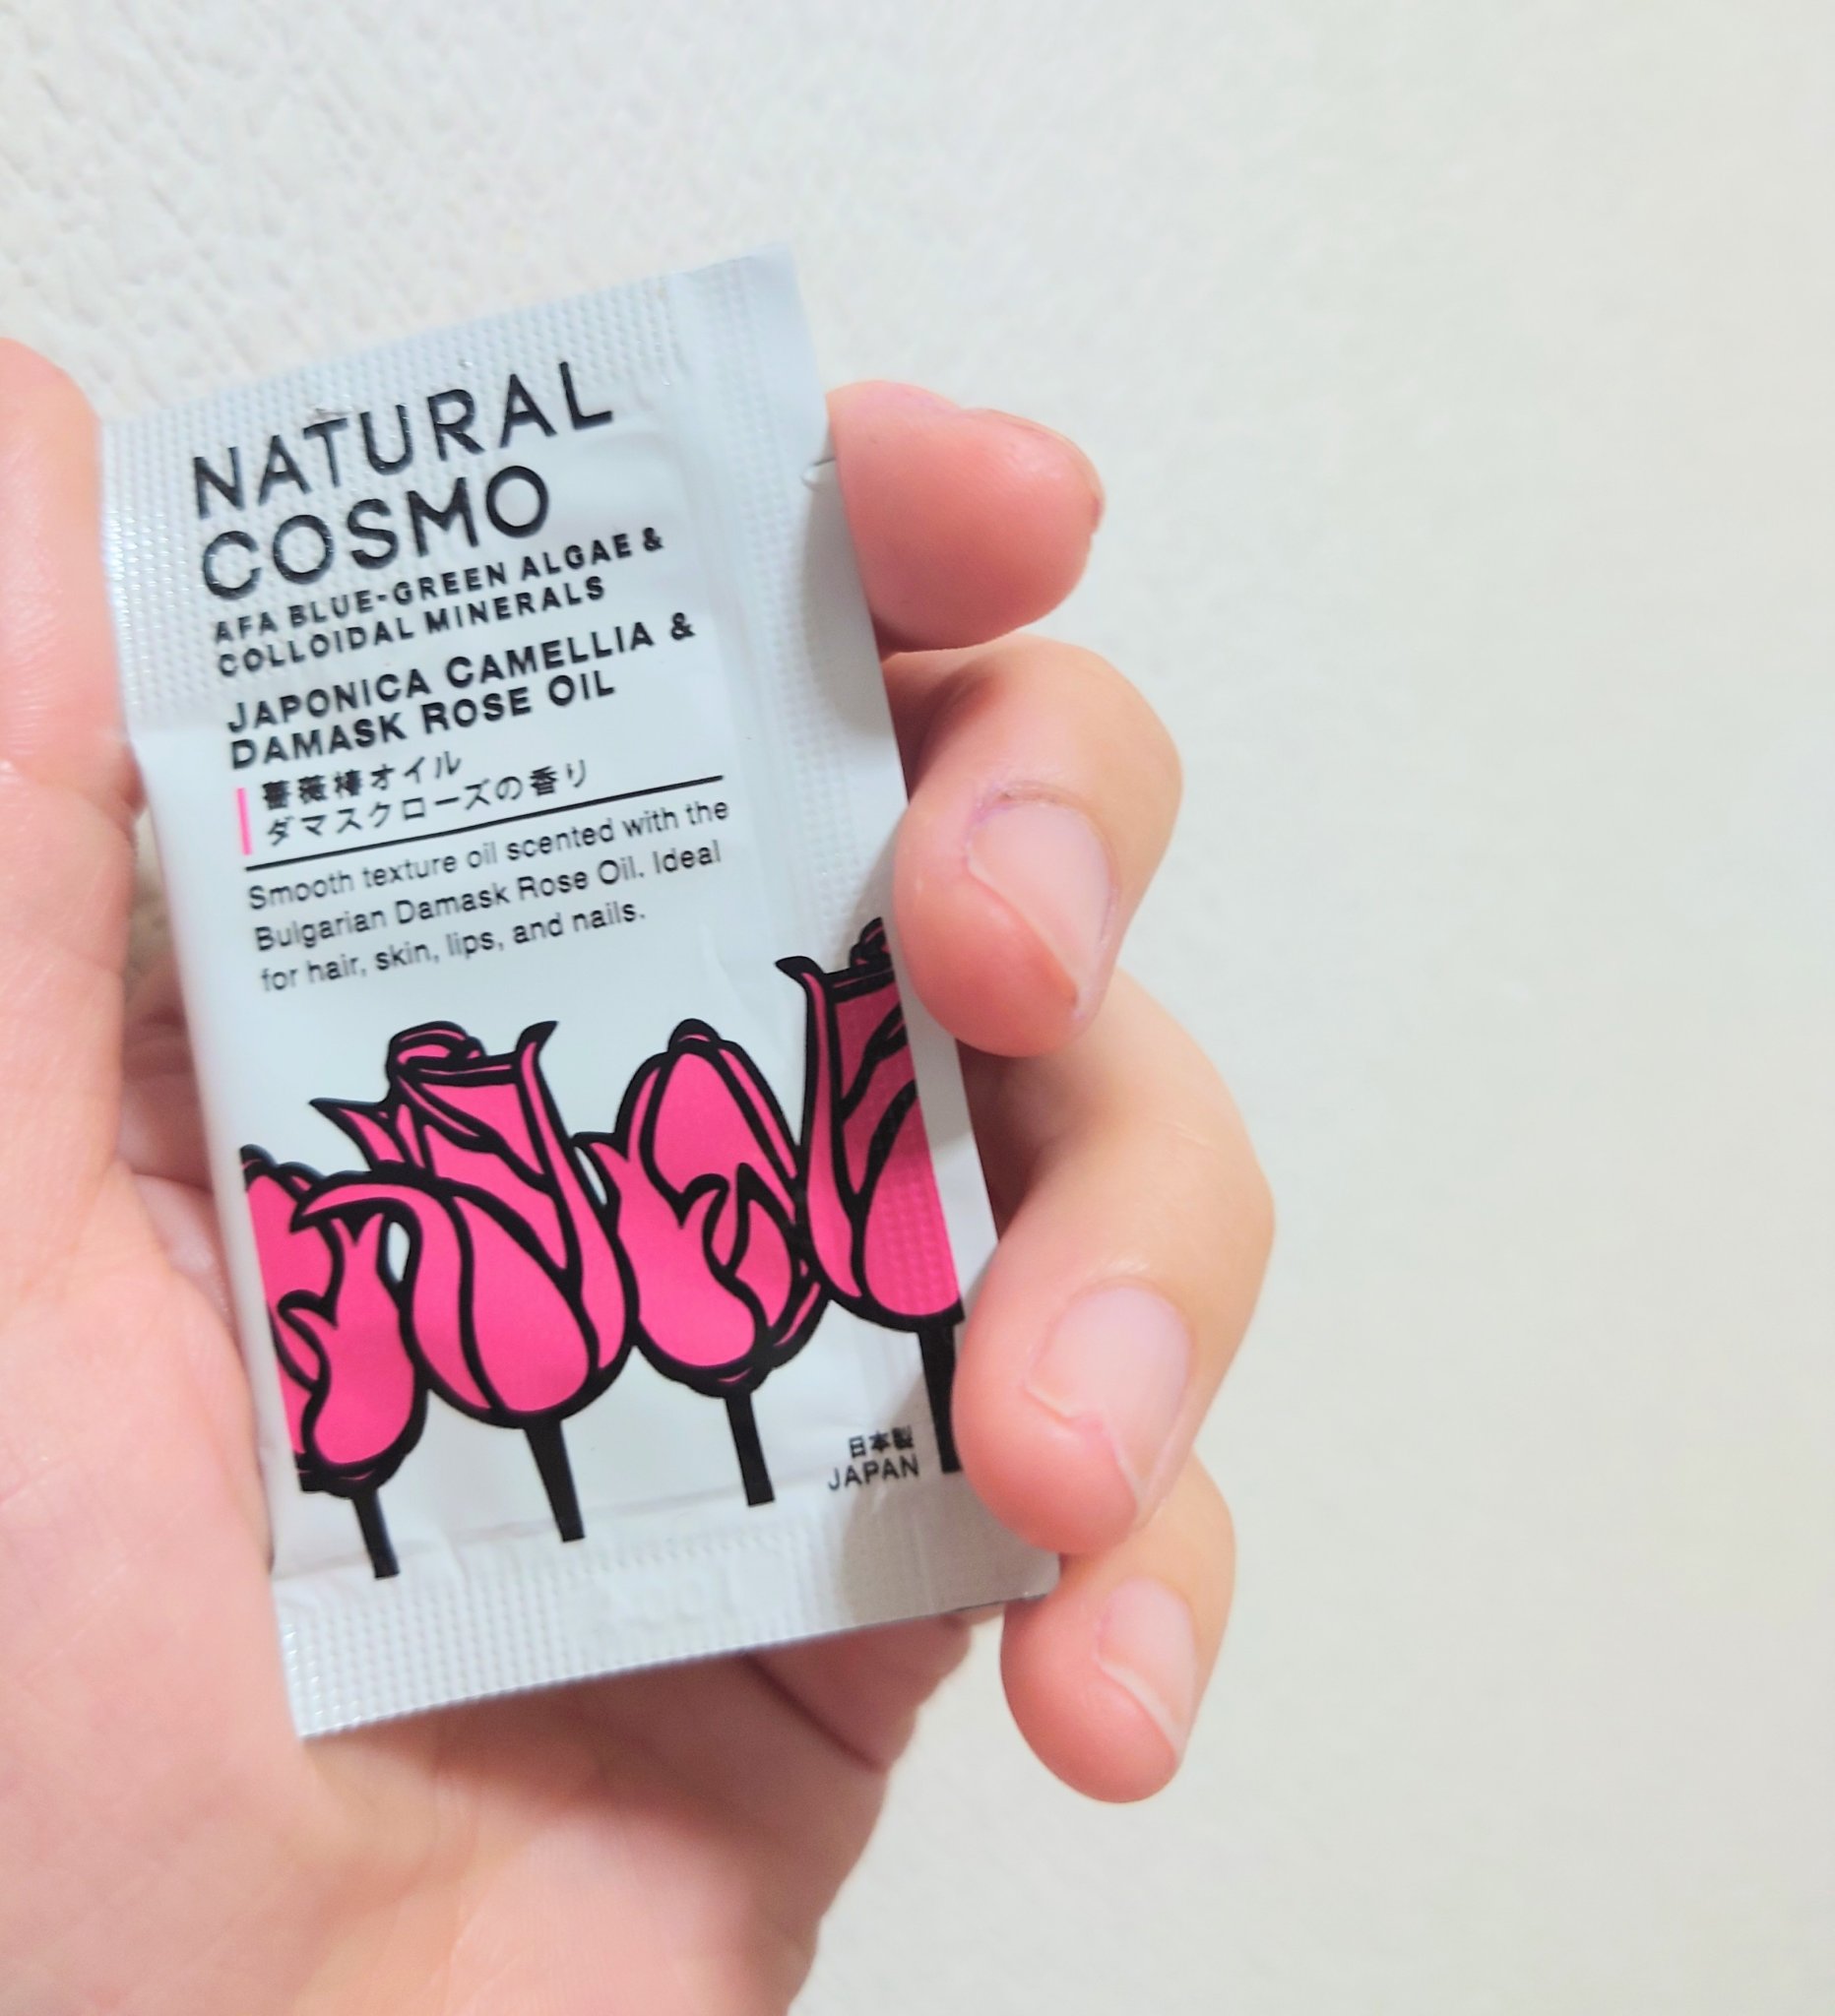 NATURAL
COSMO
AFA BLUE-GREEN ALGAE &
COLLOIDAL MINERALS
JAPONICA CAMELLIA &
DAMASK ROSE OIL
薔薇椿オイル
ダマスクローズの香り
Smooth texture oil scented with the
Bulgarian Damask Rose Oil. Ideal
for hair, skin, lips, and nails.
日本製
JAPAN